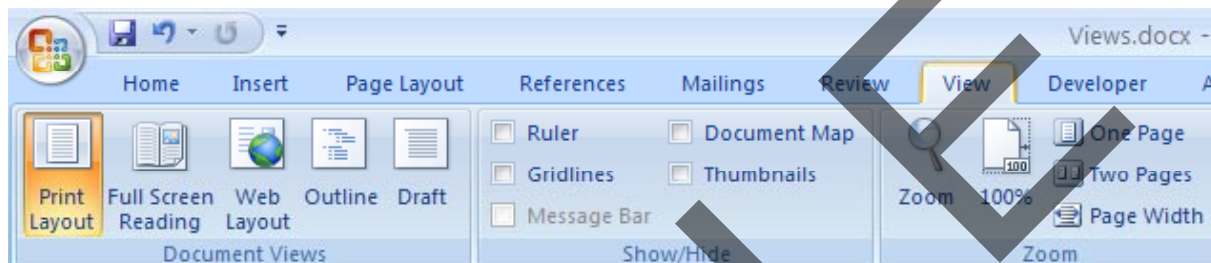 Views.docx -
Home Insert Page Layout References Mailings Review View Developer A
Ruler Document Map One Page
Gridlines Thumbnails 100 Two Pages
Print Full Screen Web Outline Draft Zoom 100%
Layout Reading Layout Message Bar Page Width
Document Views Show/Hide Zoom